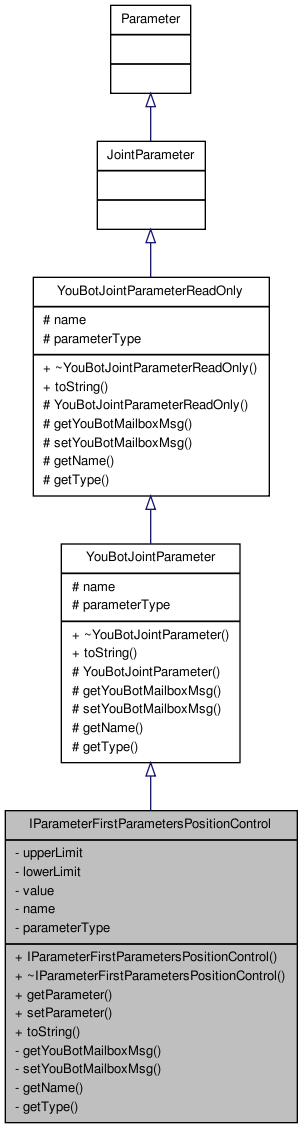 Parameter
JointParameter
YouBotJointParameterReadOnly
# name
# parameterType
+ ~YouBotJointParameterReadOnly()
+ toString()
# YouBotJointParameterReadOnly()
# getYouBotMailboxMsg()
# setYouBotMailboxMsg()
# getName()
# getType()
YouBotJointParameter
# name
# parameterType
+ ~YouBotJointParameter()
+ toString()
# YouBotJointParameter()
# getYouBotMailboxMsg()
# setYouBotMailboxMsg()
# getName()
# getType()
IParameterFirstParametersPositionControl
- upperLimit
- lowerLimit
- value
- name
- parameterType
+ IParameterFirstParametersPositionControl()
+ ~IParameterFirstParametersPositionControl()
+ getParameter()
+ setParameter()
+ toString()
- getYouBotMailboxMsg()
- setYouBotMailboxMsg()
- getName()
- getType()